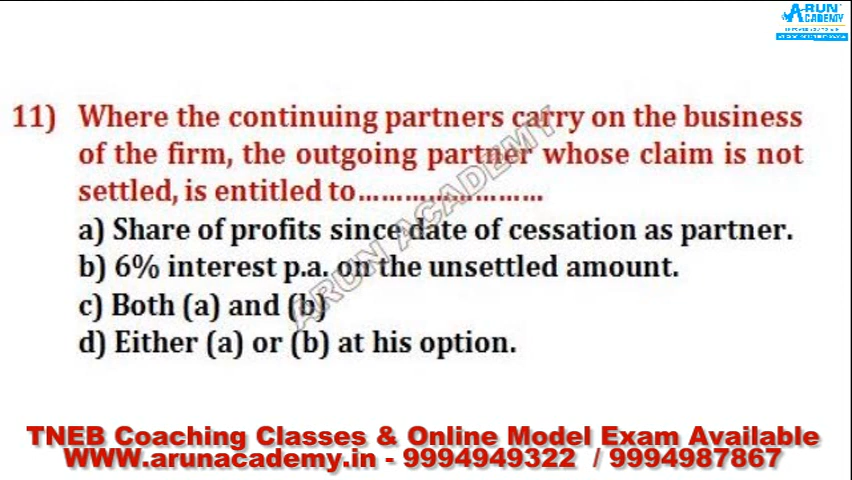 ARUN
ACADEMY
11) Where the continuing partners carry on the business
of the firm, the outgoing partner whose claim is not
settled, is entitled to........................
a) Share of profits since date of cessation as partner.
b) 6% interest p.a. on the unsettled amount.
c) Both (a) and (b)
d) Either (a) or (b) at his option.
ARUN ACADEMY
TNEB Coaching Classes & Online Model Exam Available
WWW.arunacademy.in - 9994949322 / 9994987867